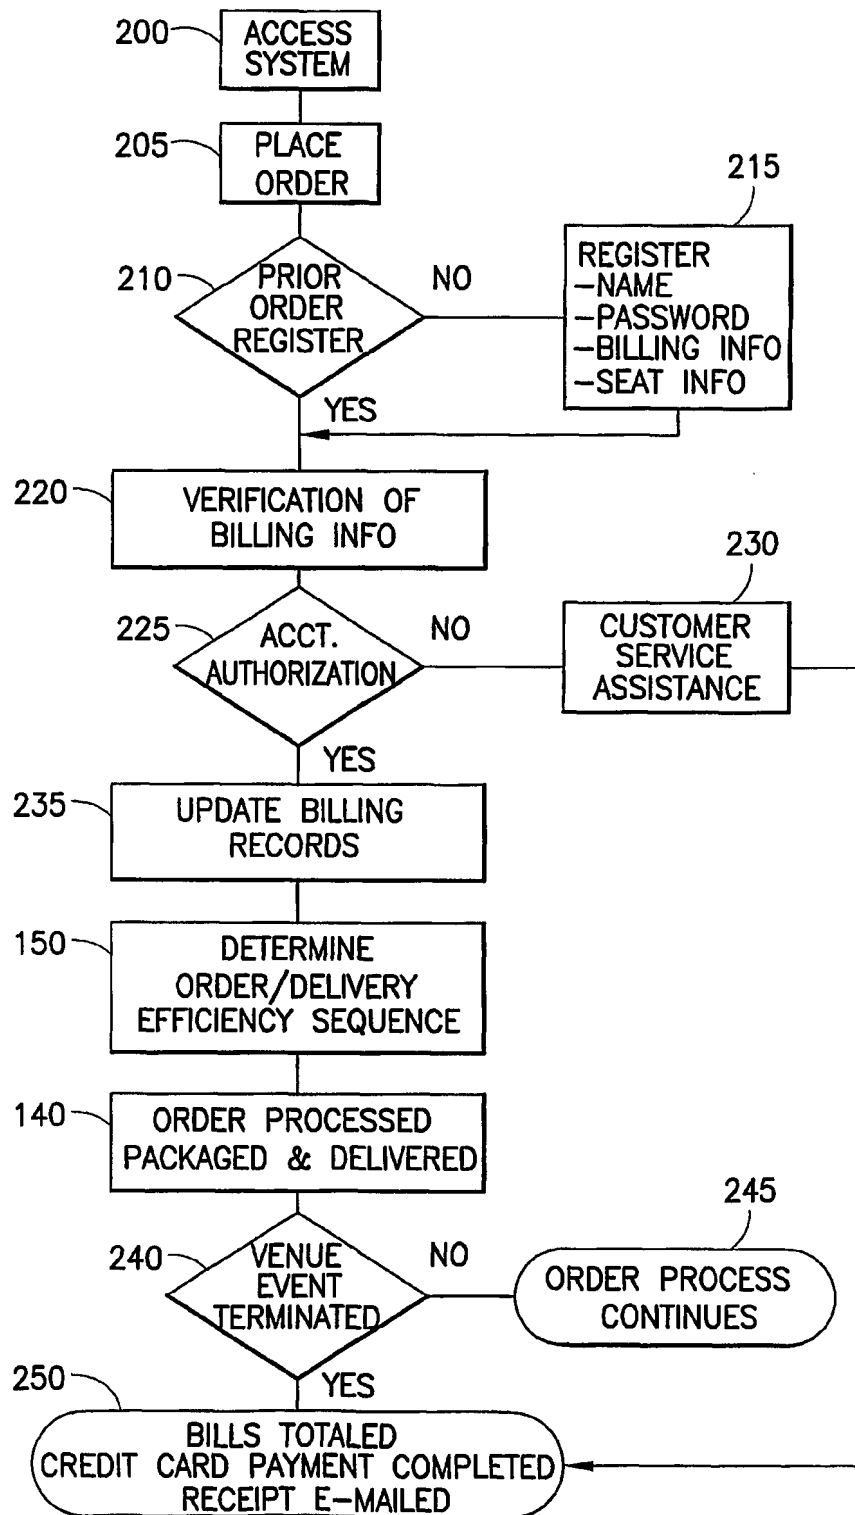 200
ACCESS
SYSTEM
205
PLACE
ORDER
215
210
PRIOR
ORDER
REGISTER
NO
REGISTER
-NAME
-PASSWORD
-BILLING INFO
-SEAT INFO
YES
220
VERIFICATION OF
BILLING INFO
230
225
ACCT.
AUTHORIZATION
NO
CUSTOMER
SERVICE
ASSISTANCE
YES
235
UPDATE BILLING
RECORDS
150
DETERMINE
ORDER/DELIVERY
EFFICIENCY SEQUENCE
140
ORDER PROCESSED
PACKAGED & DELIVERED
245
240
VENUE
EVENT
TERMINATED
NO
ORDER PROCESS
CONTINUES
YES
250
BILLS TOTALED
CREDIT CARD PAYMENT COMPLETED
RECEIPT E-MAILED